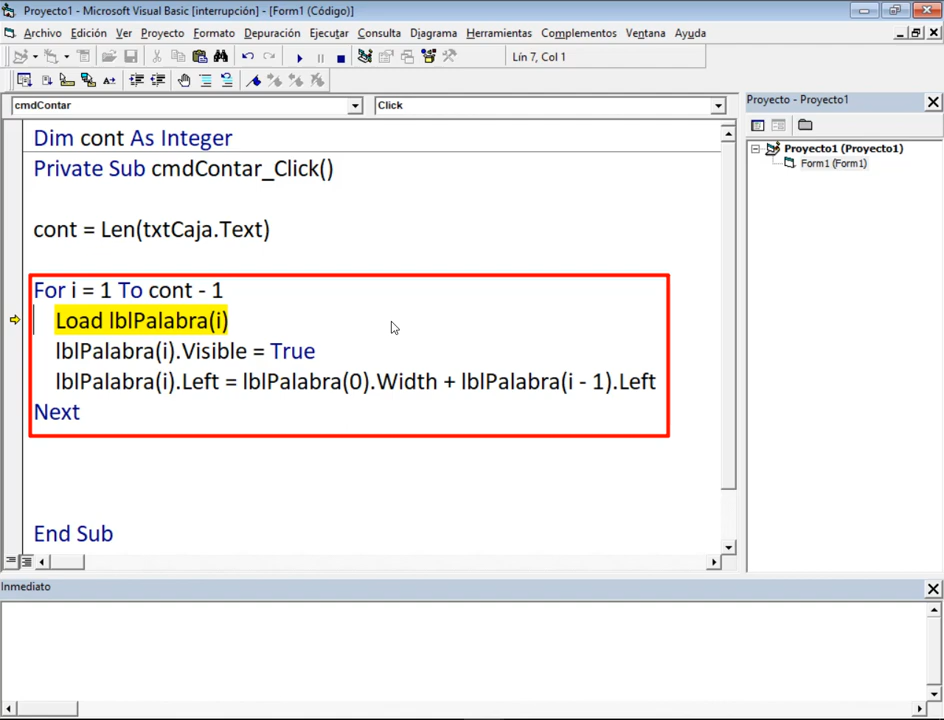 Proyecto1 - Microsoft Visual Basic [interrupción] - [Form1 (Código)]
Archivo Edición Ver Proyecto Formato Depuración Ejecutar Consulta Diagrama Herramientas Complementos Ventana Ayuda
Lín 7, Col 1
cmdContar
Click
Proyecto - Proyecto1
Proyecto1 (Proyecto1)
Form1 (Form1)
Dim cont As Integer
Private Sub cmdContar_Click()
cont = Len(txtCaja.Text)
For i = 1 To cont - 1
Load lblPalabra(i)
lblPalabra(i).Visible = True
lblPalabra(i).Left = lblPalabra(0).Width + lblPalabra(i - 1).Left
Next
End Sub
Inmediato